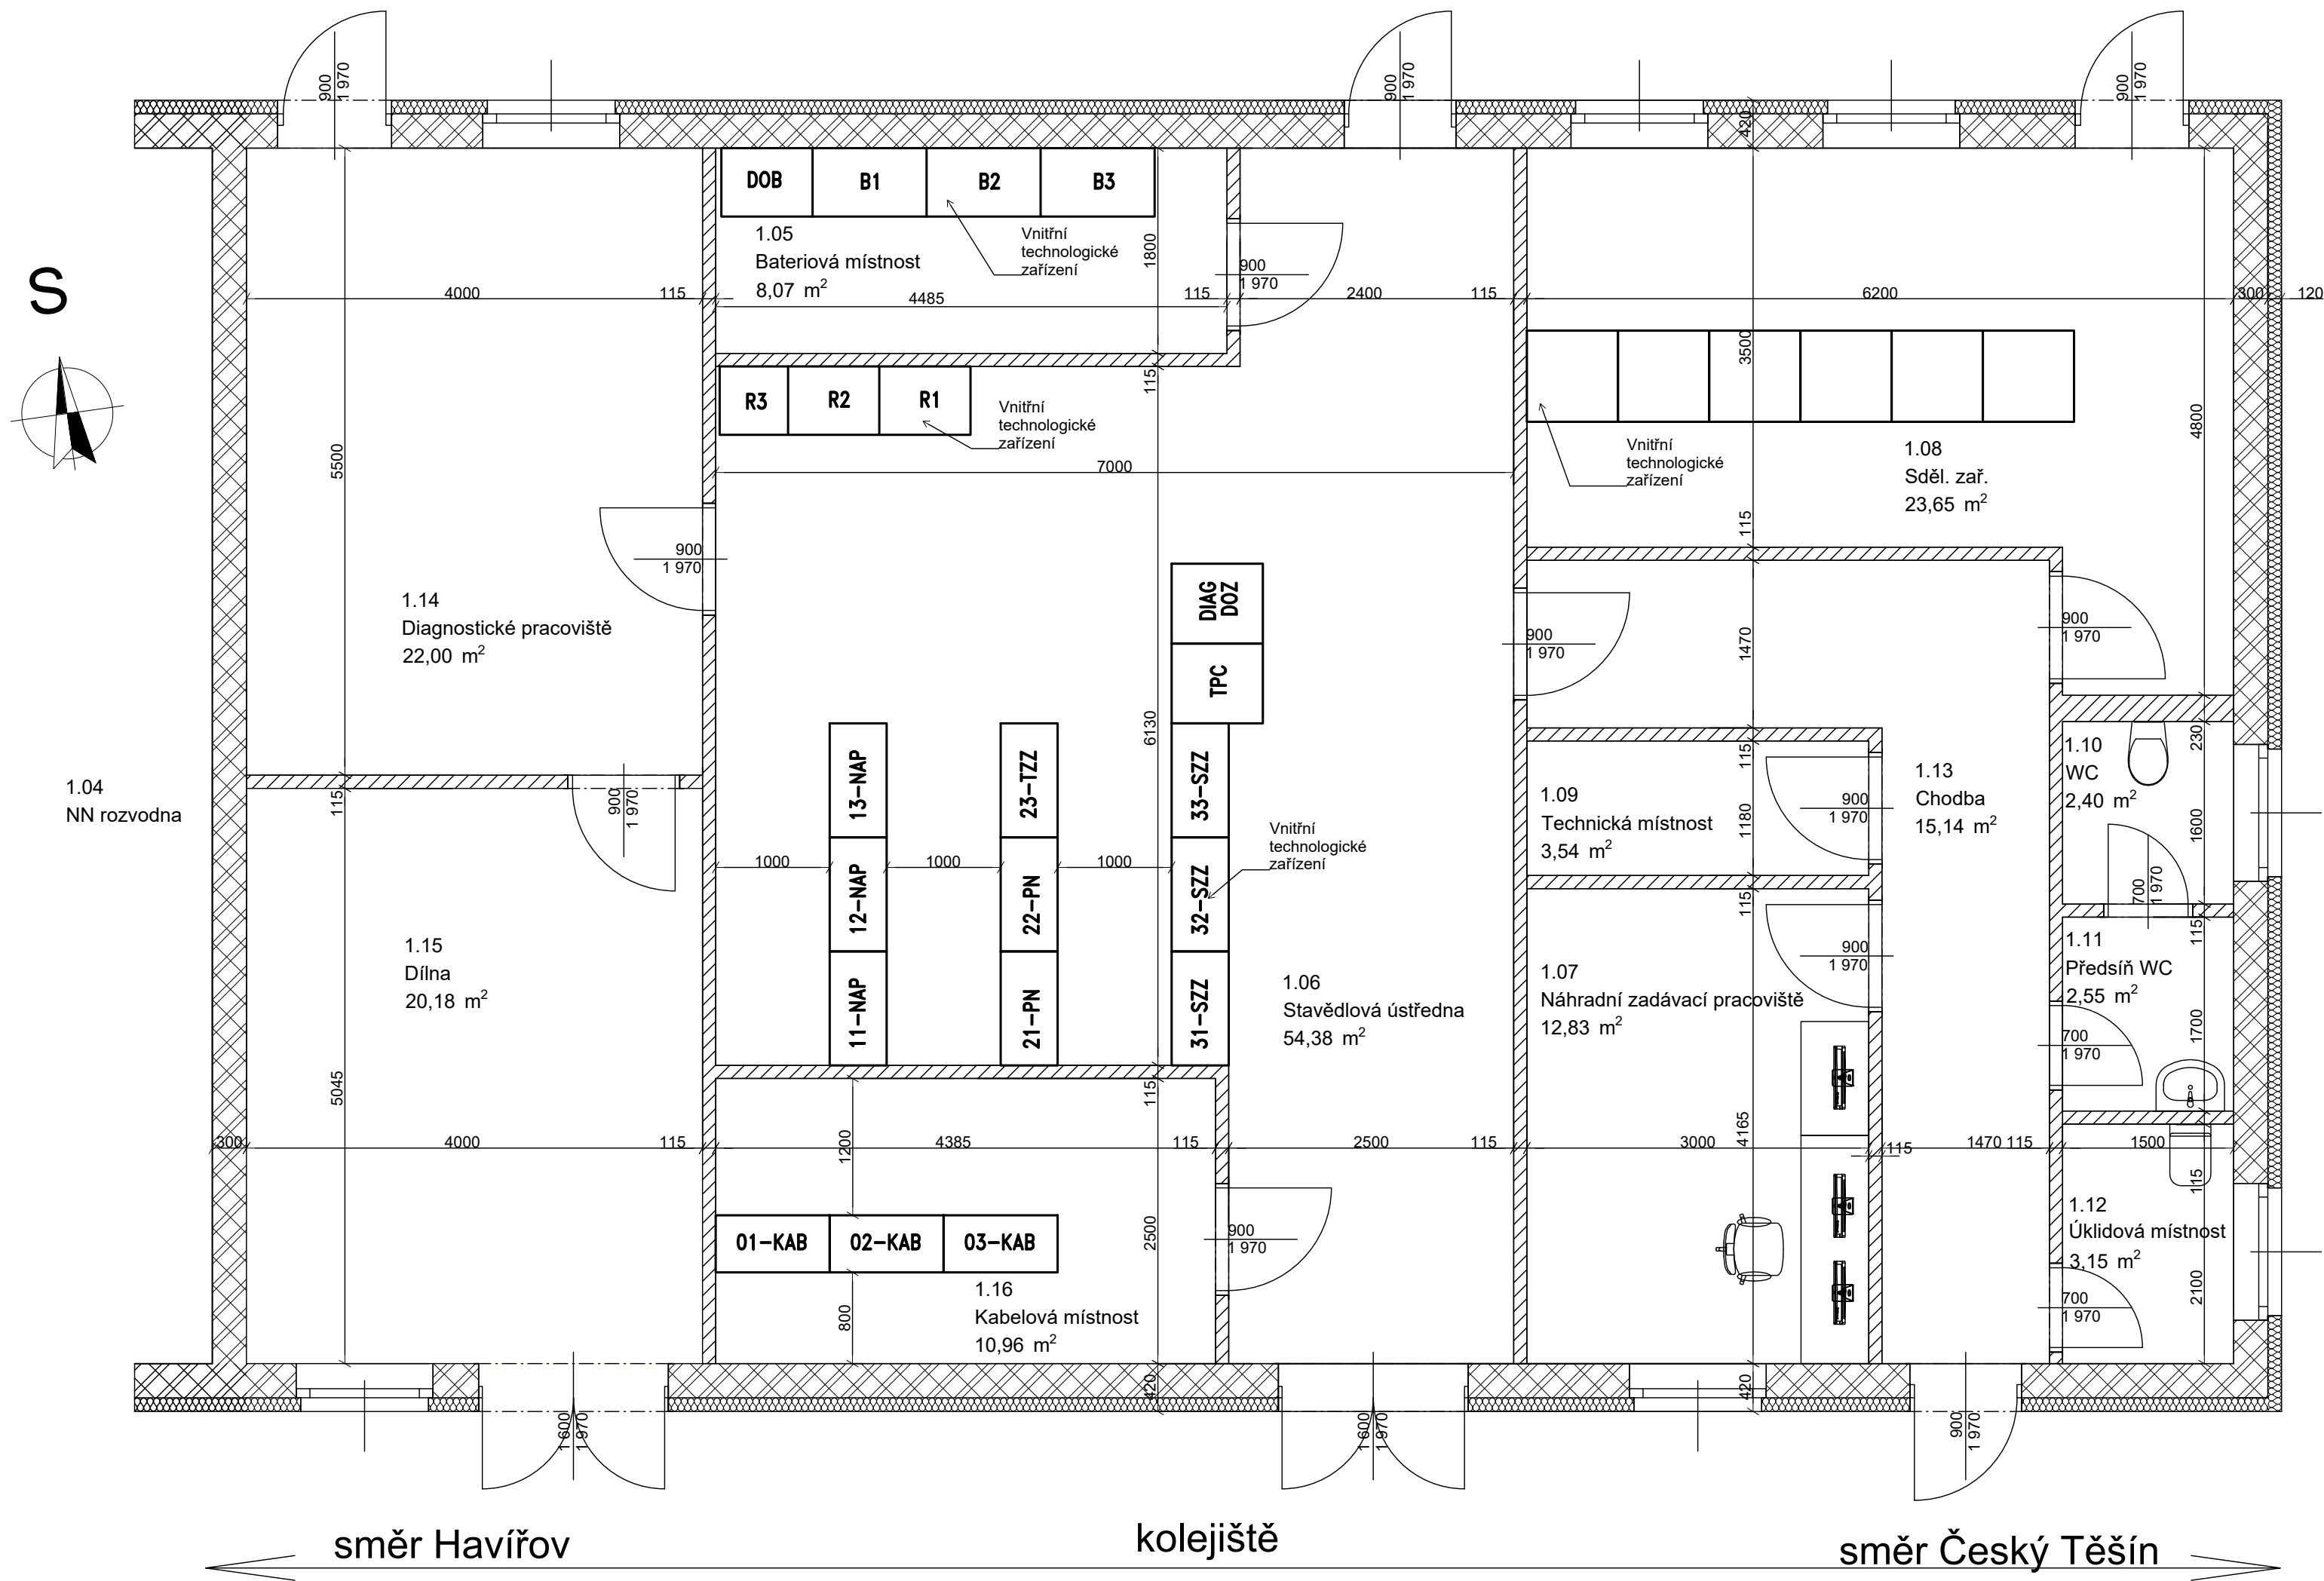 900
1 970
900
1 970
900
1 970
420
DOB
B1
B2
B3
1.05
Bateriová místnost
8,07 m²
Vnitřní
technologické
zařízení
1800
900
1 970
S
4000
115
4485
115
2400
115
6200
300
120
3500
R3
R2
R1
115
Vnitřní
technologické
zařízení
7000
5500
4800
Vnitřní
technologické
zařízení
1.08
Sděl. zař.
23,65 m²
115
900
1 970
1.14
Diagnostické pracoviště
22,00 m²
DIAG
DOZ
TPC
900
1 970
1470
900
1 970
6130
13-NAP
12-NAP
11-NAP
23-TZZ
22-PN
21-PN
33-SZZ
32-SZZ
31-SZZ
1000
1000
1000
Vnitřní
technologické
zařízení
1.04
NN rozvodna
115
900
1 970
115
1.09
Technická místnost
3,54 m²
1180
900
1 970
1.13
Chodba
15,14 m²
1.10
WC
2,40 m²
230
1600
700
1 970
1.15
Dílna
20,18 m²
1.06
Stavědlová ústředna
54,38 m²
115
1.07
Náhradní zadávací pracoviště
12,83 m²
900
1 970
1.11
Předsíň WC
2,55 m²
115
1700
700
1 970
5045
115
1200
4165
300
4000
115
4385
115
2500
115
3000
115
1470
115
1500
115
01-KAB
02-KAB
03-KAB
2500
900
1 970
1.12
Úklidová místnost
3,15 m²
2100
700
1 970
800
1.16
Kabelová místnost
10,96 m²
420
420
1 600
1 970
1 600
1 970
900
1 970
směr Havířov
kolejiště
směr Český Těšín